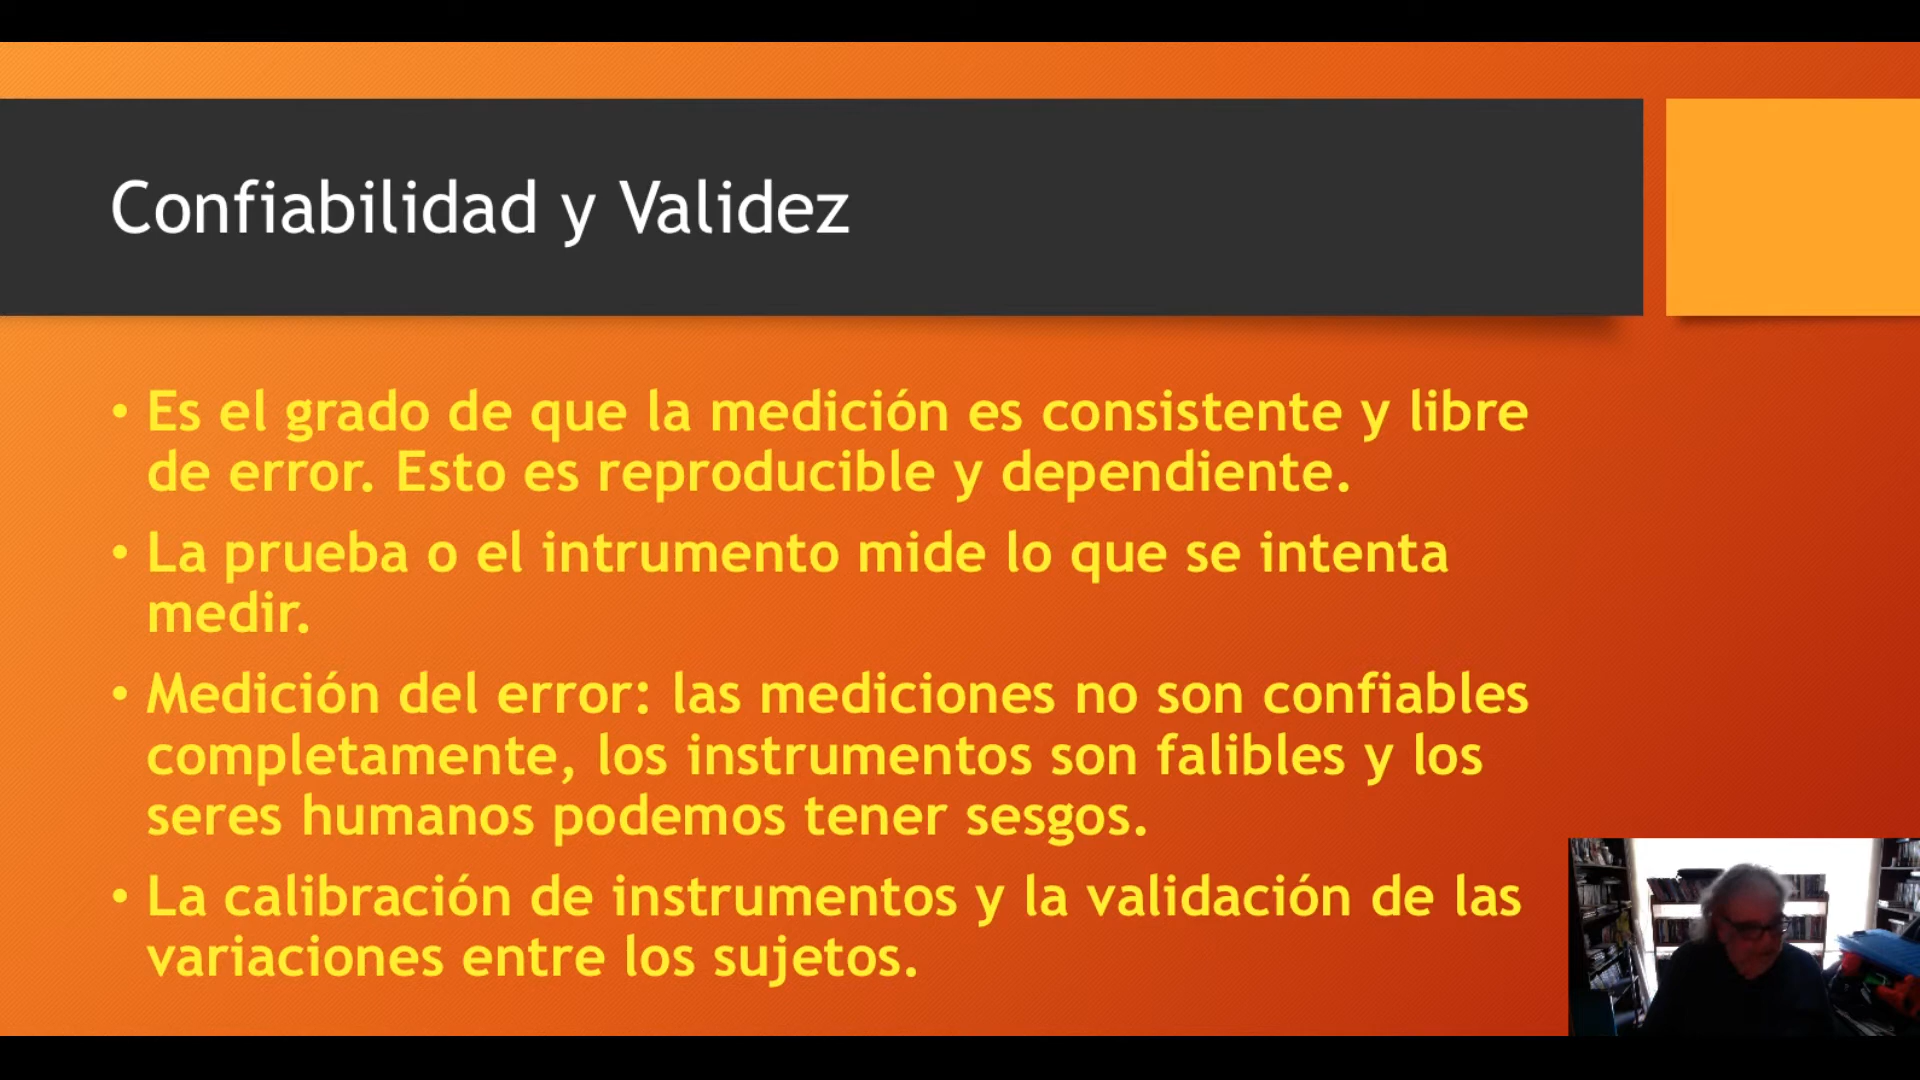 Confiabilidad y Validez
• Es el grado de que la medición es consistente y libre
de error. Esto es reproducible y dependiente.
• La prueba o el intrumento mide lo que se intenta
medir.
• Medición del error: las mediciones no son confiables
completamente, los instrumentos son falibles y los
seres humanos podemos tener sesgos.
• La calibración de instrumentos y la validación de las
variaciones entre los sujetos.